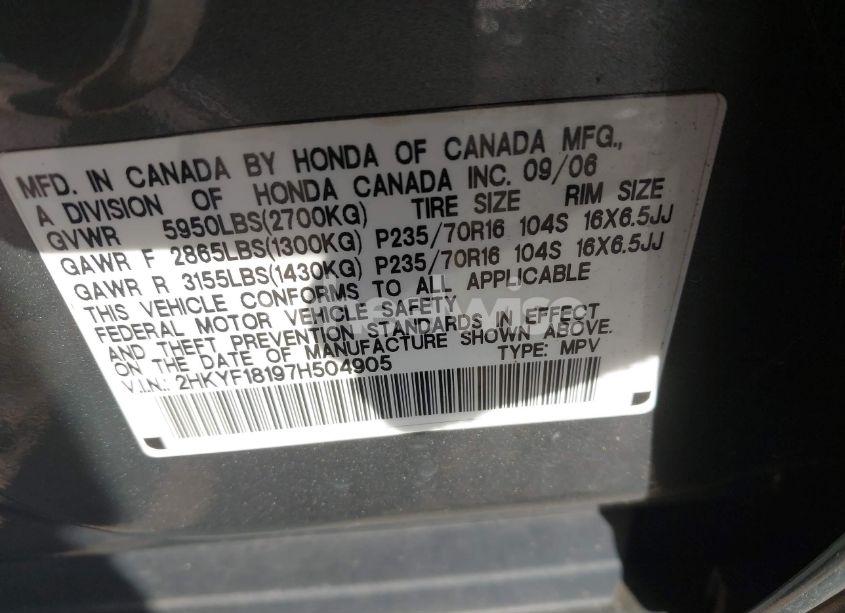 MFD. IN CANADA BY HONDA OF CANADA MFG.,
A DIVISION OF HONDA CANADA INC. 09/06
GVWR 5950LBS(2700KG) TIRE SIZE RIM SIZE
GAWR F 2865LBS(1300KG) P235/70R16 104S 16X6.5JJ
GAWR R 3155LBS(1430KG) P235/70R16 104S 16X6.5JJ
THIS VEHICLE CONFORMS TO ALL APPLICABLE
FEDERAL MOTOR VEHICLE SAFETY
AND THEFT PREVENTION STANDARDS IN EFFECT
ON THE DATE OF MANUFACTURE SHOWN ABOVE.
V.I.N.: 2HKYF18197H504905 TYPE: MPV